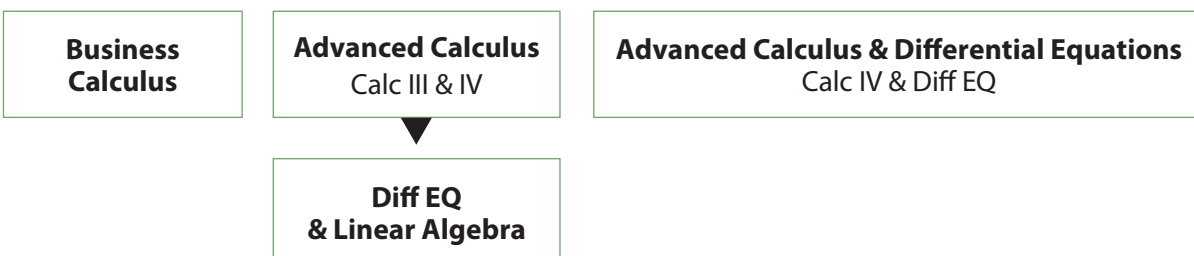 Business
Calculus
Advanced Calculus
Calc III & IV
Advanced Calculus & Differential Equations
Calc IV & Diff EQ
Diff EQ
& Linear Algebra